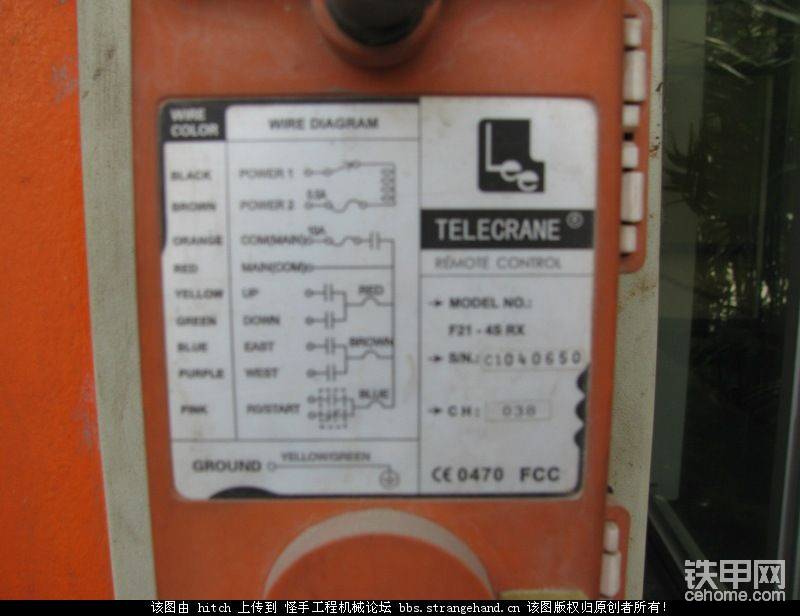 WIRE COLOR
WIRE DIAGRAM
BLACK POWER 1
BROWN POWER 2 0.5A
ORANGE COM(MAIN) 10A
RED MAIN(COM)
YELLOW UP RED
GREEN DOWN
BLUE EAST BROWN
PURPLE WEST
PINK RG/START BLUE
GROUND YELLOW/GREEN
Lee
TELECRANE®
REMOTE CONTROL
MODEL NO.:
F21 - 4S RX
S/N.: C1040650
CH: 038
CE 0470 FCC
铁甲网
cehome.com
该图由 hitch 上传到 怪手工程机械论坛 bbs.strangehand.cn 该图版权归原创者所有!